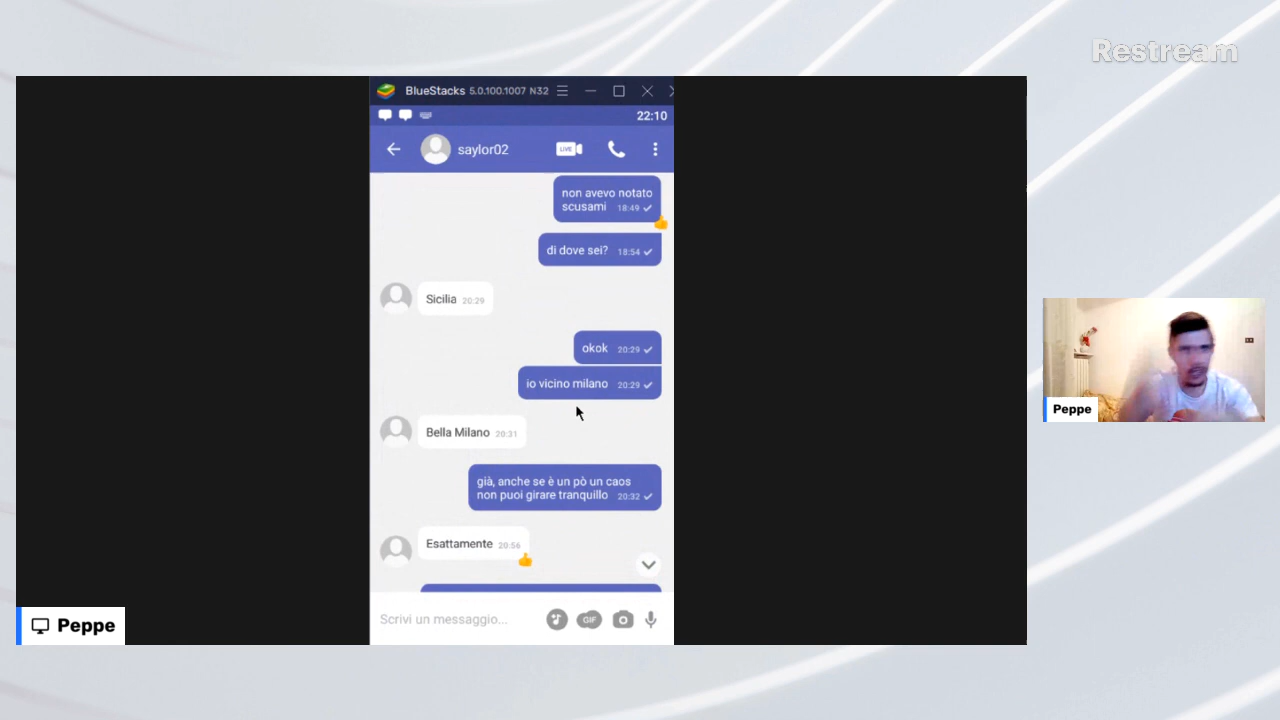 Restream
BlueStacks 5.0.100.1007 N32
22:10
saylor02
LIVE
non avevo notato
scusami 18:49
di dove sei? 18:54
Sicilia 20:29
okok 20:29
io vicino milano 20:29
Bella Milano 20:31
già, anche se è un pò un caos
non puoi girare tranquillo 20:32
Esattamente 20:56
Scrivi un messaggio...
GIF
Peppe
Peppe